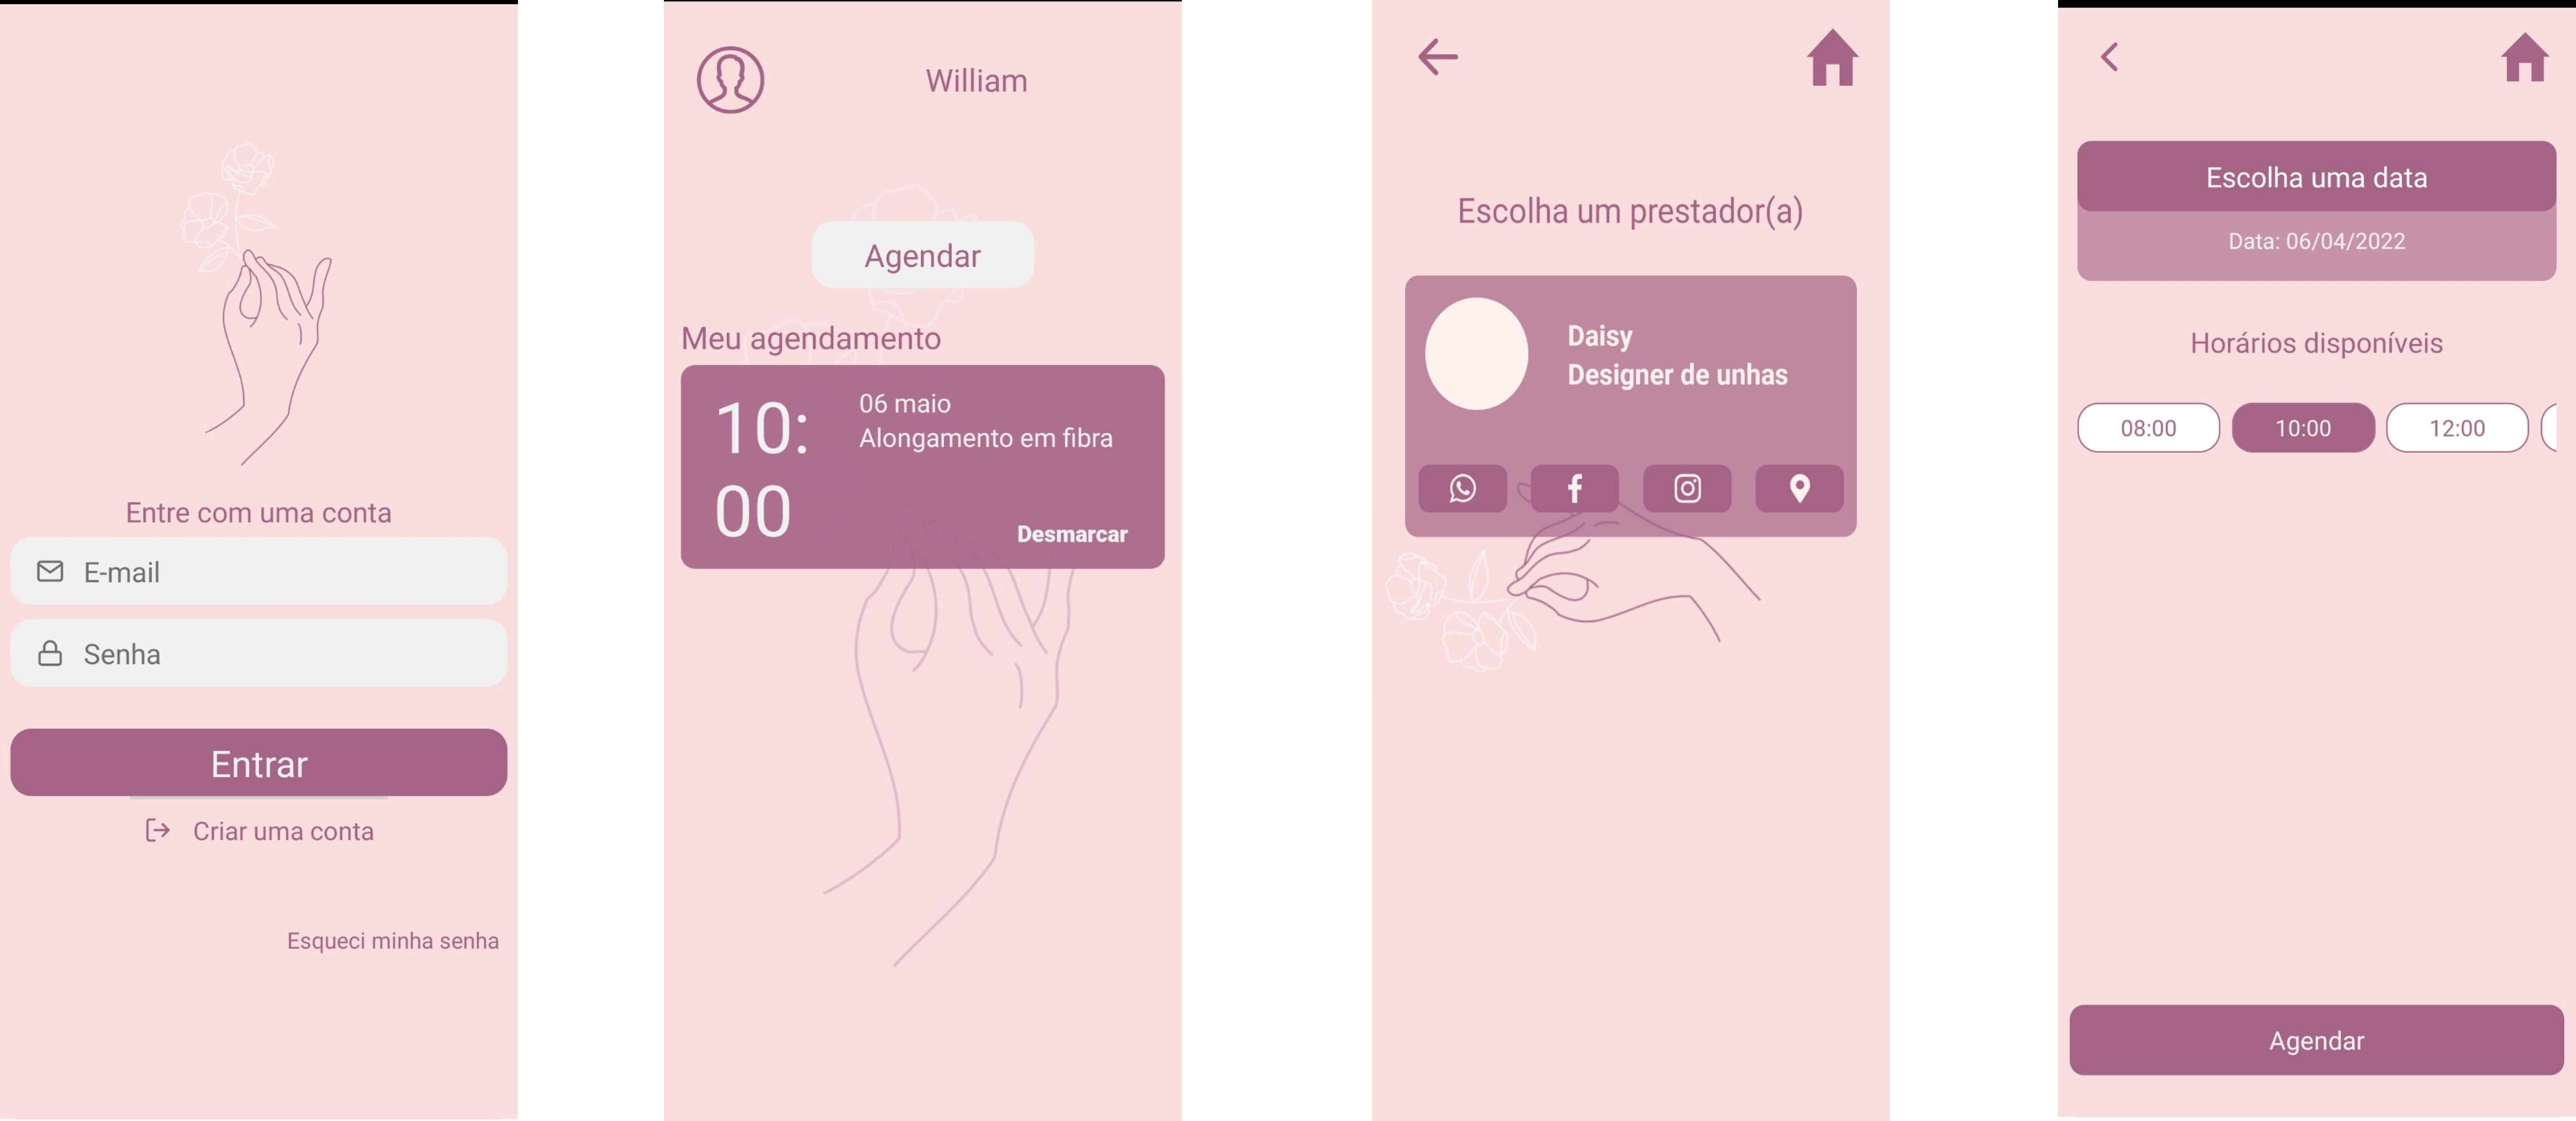 Entre com uma conta
E-mail
Senha
Entrar
Criar uma conta
Esqueci minha senha
William
Agendar
Meu agendamento
10:
00
06 maio
Alongamento em fibra
Desmarcar
Escolha um prestador(a)
Daisy
Designer de unhas
Escolha uma data
Data: 06/04/2022
Horários disponíveis
08:00 10:00 12:00
Agendar